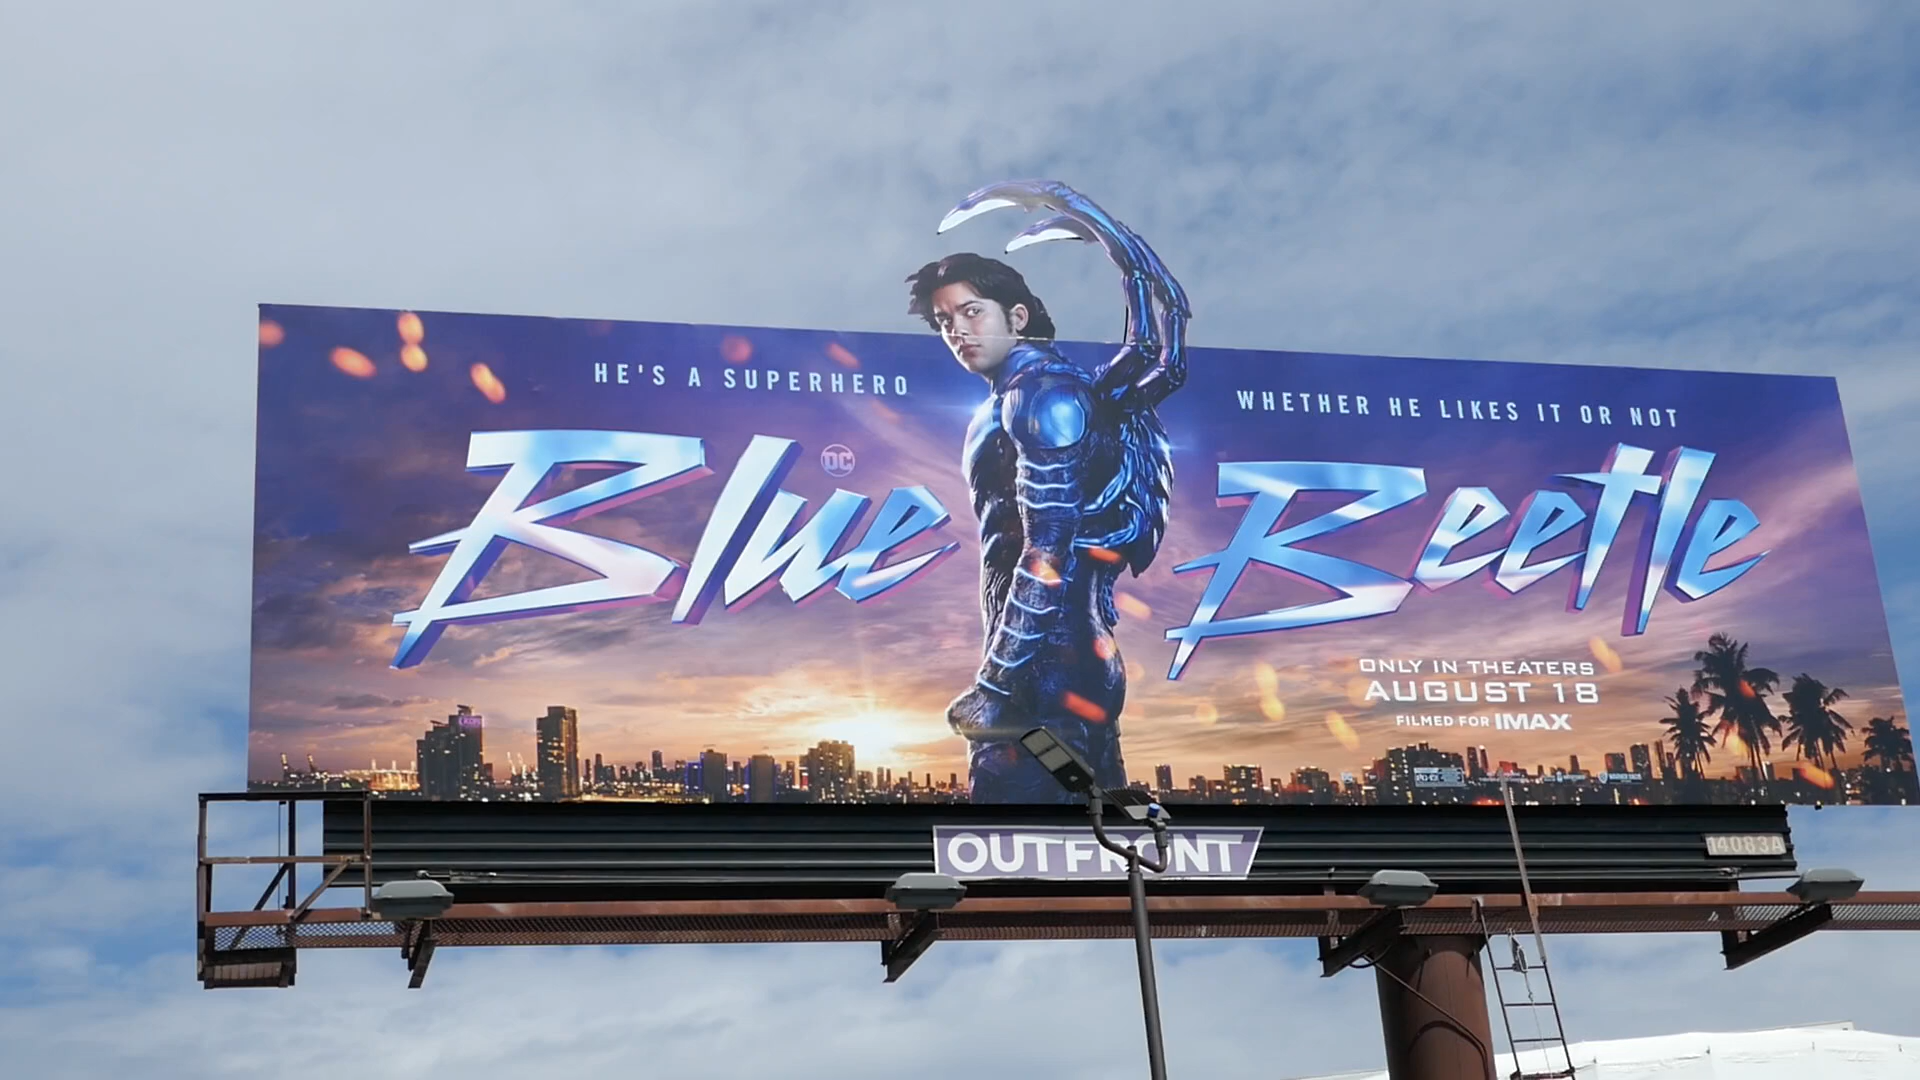 HE'S A SUPERHERO
WHETHER HE LIKES IT OR NOT
DC
Blue Beetle
ONLY IN THEATERS
AUGUST 18
FILMED FOR IMAX
OUTFRONT
14083A